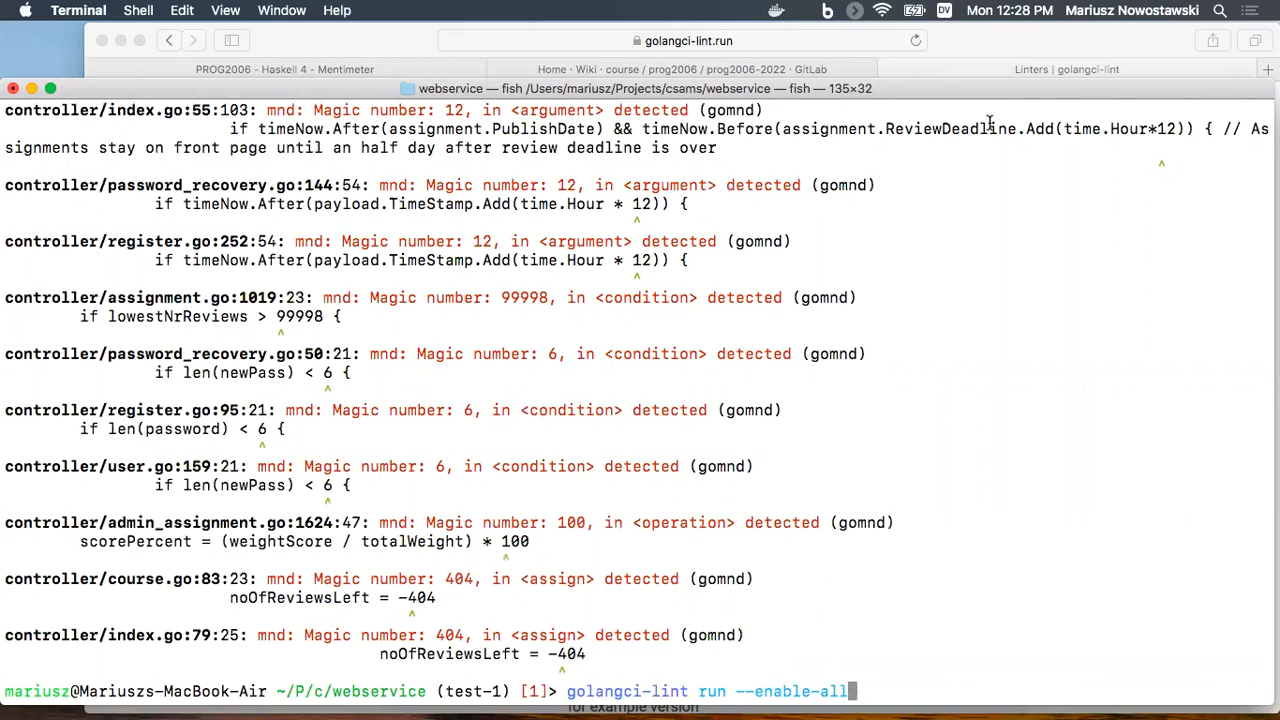 Terminal Shell Edit View Window Help DV Mon 12:28 PM Mariusz Nowostawski
golangci-lint.run
PROG2006 - Haskell 4 - Mentimeter Home · Wiki · course / prog2006 / prog2006-2022 · GitLab Linters | golangci-lint
webservice — fish /Users/mariusz/Projects/csams/webservice — fish — 135×32
controller/index.go:55:103: mnd: Magic number: 12, in <argument> detected (gomnd)
if timeNow.After(assignment.PublishDate) && timeNow.Before(assignment.ReviewDeadline.Add(time.Hour*12)) { // As
signments stay on front page until an half day after review deadline is over
^
controller/password_recovery.go:144:54: mnd: Magic number: 12, in <argument> detected (gomnd)
if timeNow.After(payload.TimeStamp.Add(time.Hour * 12)) {
^
controller/register.go:252:54: mnd: Magic number: 12, in <argument> detected (gomnd)
if timeNow.After(payload.TimeStamp.Add(time.Hour * 12)) {
^
controller/assignment.go:1019:23: mnd: Magic number: 99998, in <condition> detected (gomnd)
if lowestNrReviews > 99998 {
^
controller/password_recovery.go:50:21: mnd: Magic number: 6, in <condition> detected (gomnd)
if len(newPass) < 6 {
^
controller/register.go:95:21: mnd: Magic number: 6, in <condition> detected (gomnd)
if len(password) < 6 {
^
controller/user.go:159:21: mnd: Magic number: 6, in <condition> detected (gomnd)
if len(newPass) < 6 {
^
controller/admin_assignment.go:1624:47: mnd: Magic number: 100, in <operation> detected (gomnd)
scorePercent = (weightScore / totalWeight) * 100
^
controller/course.go:83:23: mnd: Magic number: 404, in <assign> detected (gomnd)
noOfReviewsLeft = -404
^
controller/index.go:79:25: mnd: Magic number: 404, in <assign> detected (gomnd)
noOfReviewsLeft = -404
^
mariusz@Mariuszs-MacBook-Air ~/P/c/webservice (test-1) [1]> golangci-lint run --enable-all
for example version